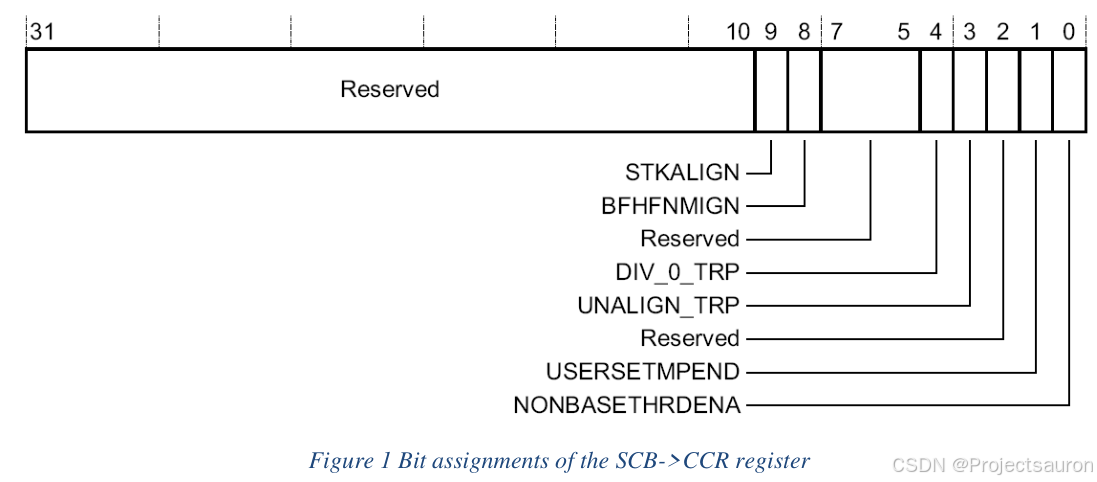 31 10 9 8 7 5 4 3 2 1 0
Reserved
STKALIGN
BFHFNMIGN
Reserved
DIV_0_TRP
UNALIGN_TRP
Reserved
USERSETMPEND
NONBASETHRDENA
Figure 1 Bit assignments of the SCB->CCR register
CSDN @Projectsauron